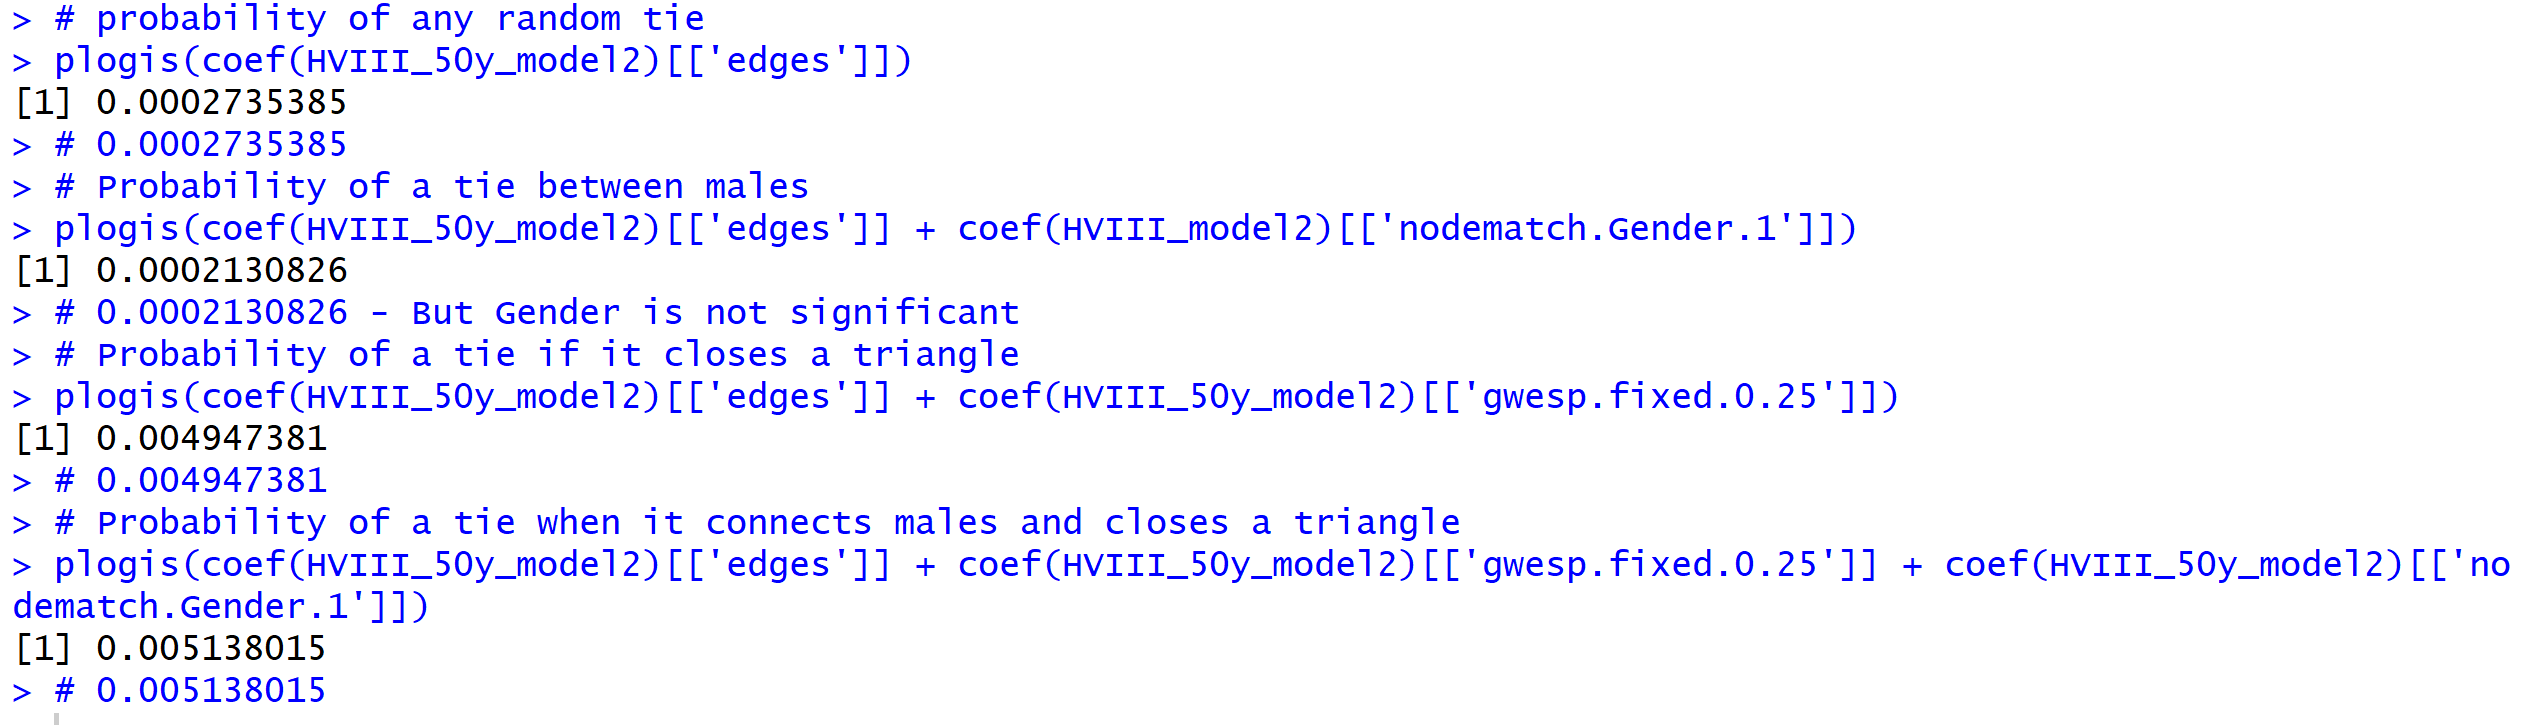 > # probability of any random tie
> plogis(coef(HVIII_50y_model2)[['edges']])
[1] 0.0002735385
> # 0.0002735385
> # Probability of a tie between males
> plogis(coef(HVIII_50y_model2)[['edges']] + coef(HVIII_model2)[['nodematch.Gender.1']])
[1] 0.0002130826
> # 0.0002130826 - But Gender is not significant
> # Probability of a tie if it closes a triangle
> plogis(coef(HVIII_50y_model2)[['edges']] + coef(HVIII_50y_model2)[['gwesp.fixed.0.25']])
[1] 0.004947381
> # 0.004947381
> # Probability of a tie when it connects males and closes a triangle
> plogis(coef(HVIII_50y_model2)[['edges']] + coef(HVIII_50y_model2)[['gwesp.fixed.0.25']] + coef(HVIII_50y_model2)[['no
dematch.Gender.1']])
[1] 0.005138015
> # 0.005138015